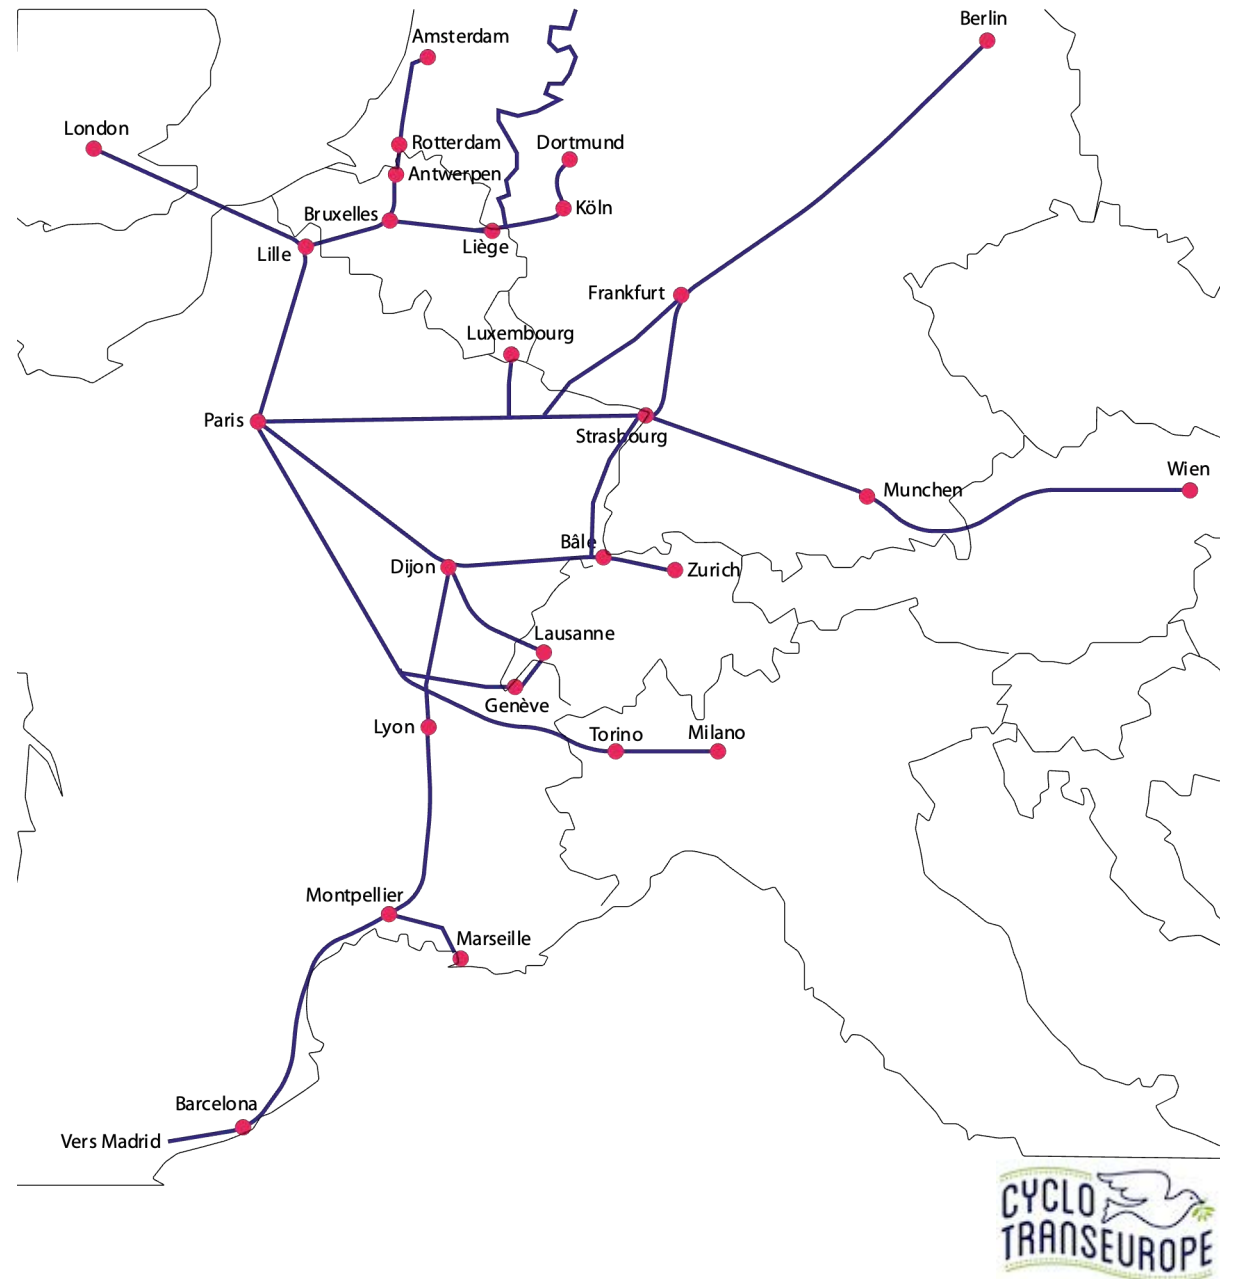 Berlin
Amsterdam
London
Rotterdam
Dortmund
Antwerpen
Bruxelles
Köln
Liège
Lille
Frankfurt
Luxembourg
Paris
Strasbourg
Wien
Munchen
Bâle
Dijon
Zurich
Lausanne
Genève
Lyon
Torino
Milano
Montpellier
Marseille
Barcelona
Vers Madrid
CYCLO
TRANSEUROPE